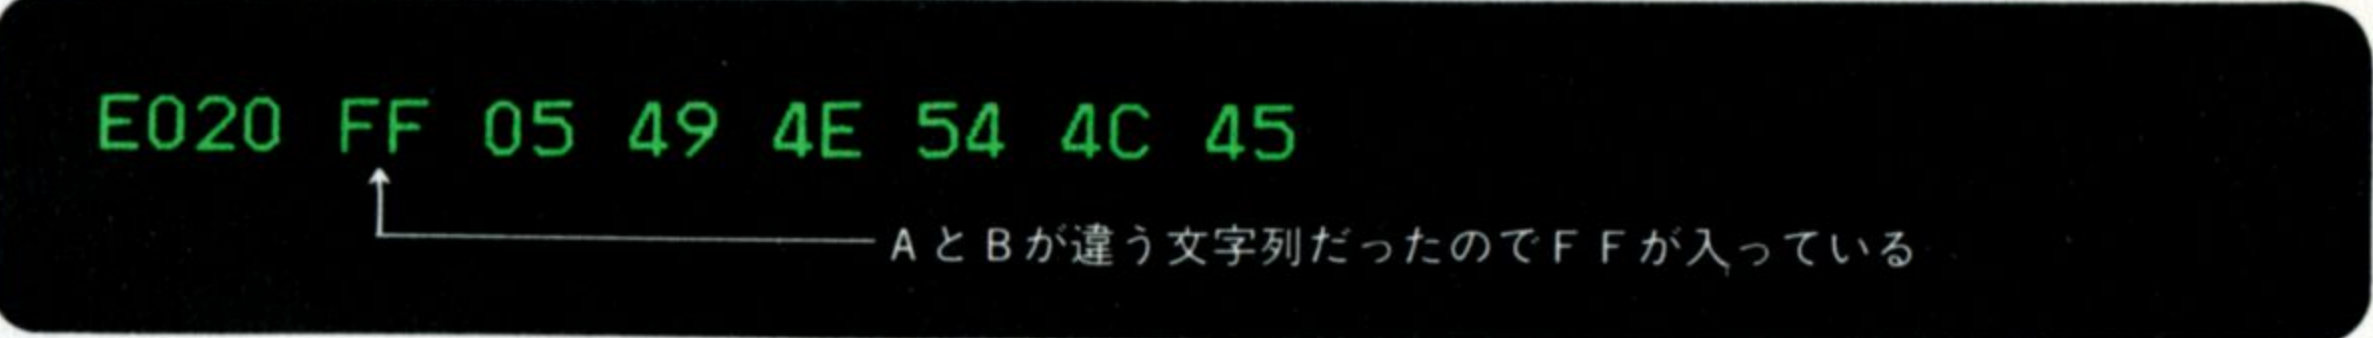 E020 FF 05 49 4E 54 4C 45
AとBが違う文字列だったのでFFが入っている